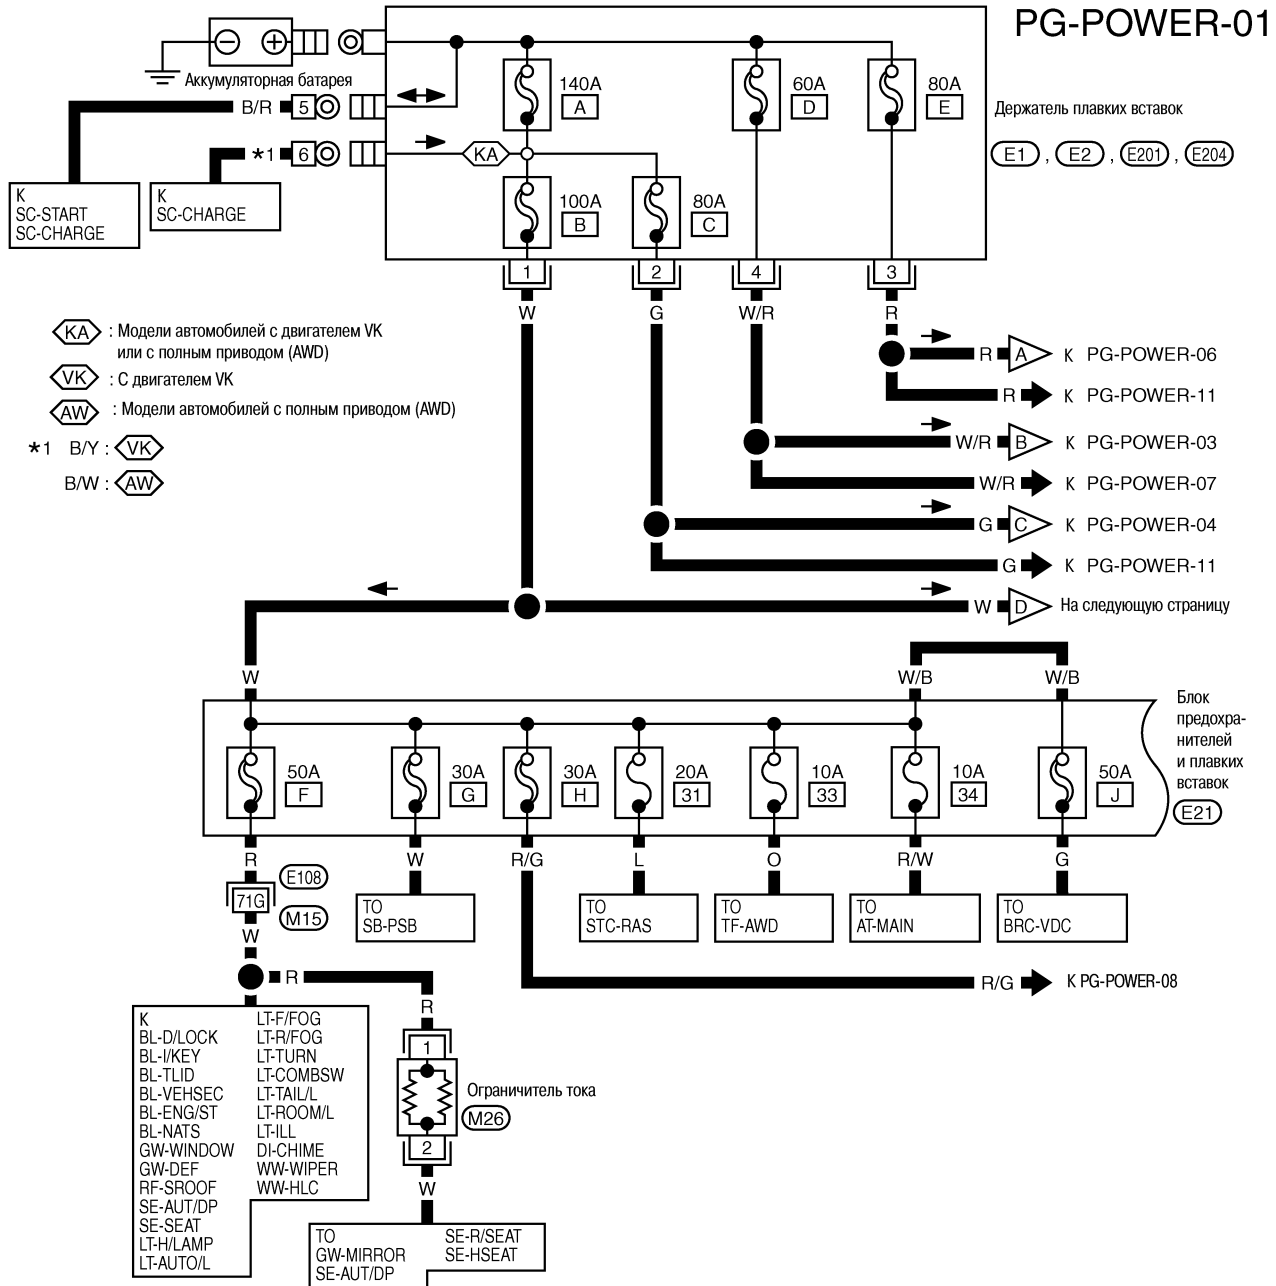 PG-POWER-01
Аккумуляторная батарея
B/R 5
*1 6
K
SC-START
SC-CHARGE
K
SC-CHARGE
140A
A
60A
D
80A
E
KA
100A
B
80A
C
Держатель плавких вставок
E1 , E2 , E201 , E204
1
2
4
3
W
G
W/R
R
KA : Модели автомобилей с двигателем VK
или с полным приводом (AWD)
VK : С двигателем VK
AW : Модели автомобилей с полным приводом (AWD)
*1 B/Y : VK
B/W : AW
R A K PG-POWER-06
R K PG-POWER-11
W/R B K PG-POWER-03
W/R K PG-POWER-07
G C K PG-POWER-04
G K PG-POWER-11
W D На следующую страницу
W
W/B
W/B
50A
F
30A
G
30A
H
20A
31
10A
33
10A
34
50A
J
Блок
предохра-
нителей
и плавких
вставок
E21
R
W
R/G
L
O
R/W
G
71G
E108
M15
W
TO
SB-PSB
TO
STC-RAS
TO
TF-AWD
TO
AT-MAIN
TO
BRC-VDC
R
R/G K PG-POWER-08
R
1
Ограничитель тока
M26
2
W
K
BL-D/LOCK
BL-I/KEY
BL-TLID
BL-VEHSEC
BL-ENG/ST
BL-NATS
GW-WINDOW
GW-DEF
RF-SROOF
SE-AUT/DP
SE-SEAT
LT-H/LAMP
LT-AUTO/L
LT-F/FOG
LT-R/FOG
LT-TURN
LT-COMBSW
LT-TAIL/L
LT-ROOM/L
LT-ILL
DI-CHIME
WW-WIPER
WW-HLC
TO
GW-MIRROR
SE-AUT/DP
SE-R/SEAT
SE-HSEAT